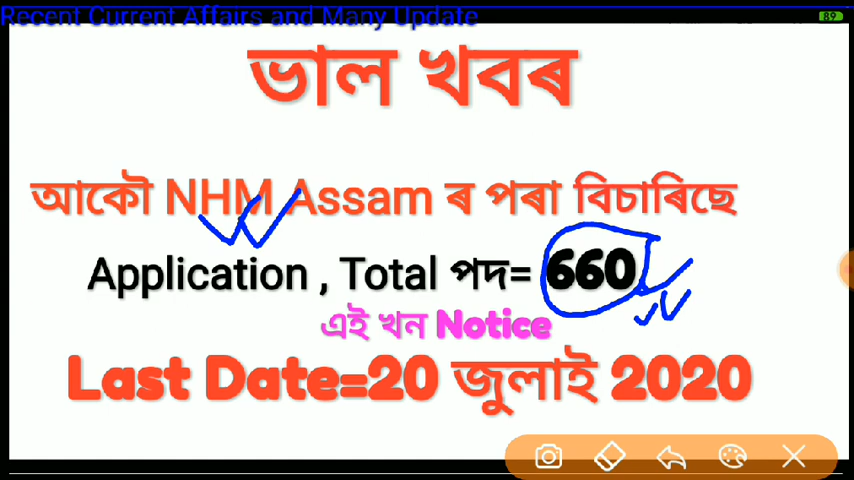 Recent Current Affairs and Many Update
89
ভাল খবৰ
আকৌ NHM Assam ৰ পৰা বিচাৰিছে
Application , Total পদ= 660
এই খন Notice
Last Date=20 জুলাই 2020